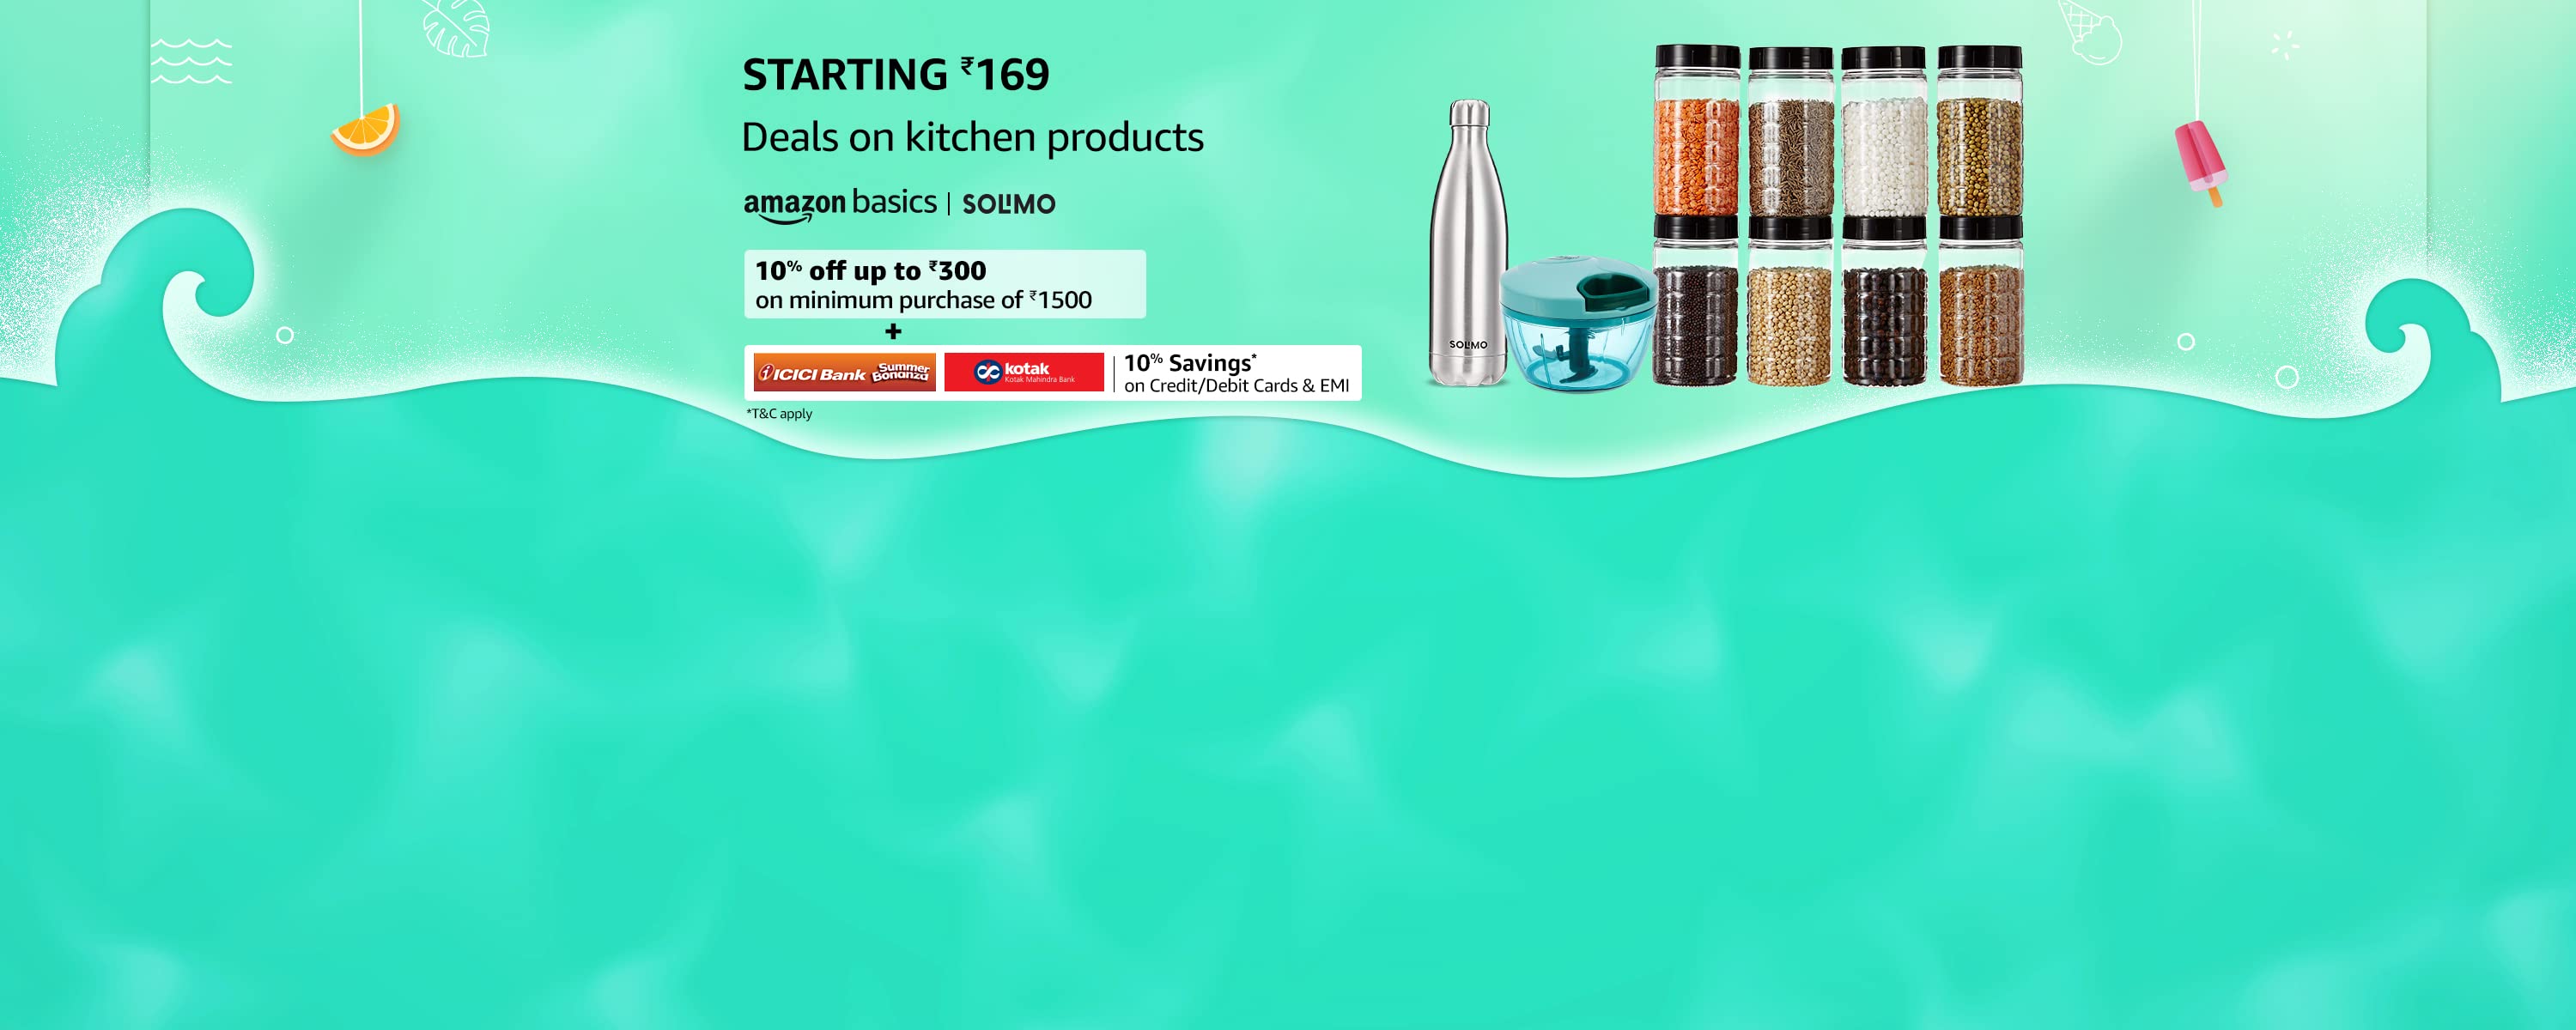 STARTING ₹169
Deals on kitchen products
amazon basics | SOLIMO
10% off up to ₹300
on minimum purchase of ₹1500
+
ICICI Bank Summer Bonanza
kotak
Kotak Mahindra Bank
10% Savings*
on Credit/Debit Cards & EMI
*T&C apply
SOLIMO